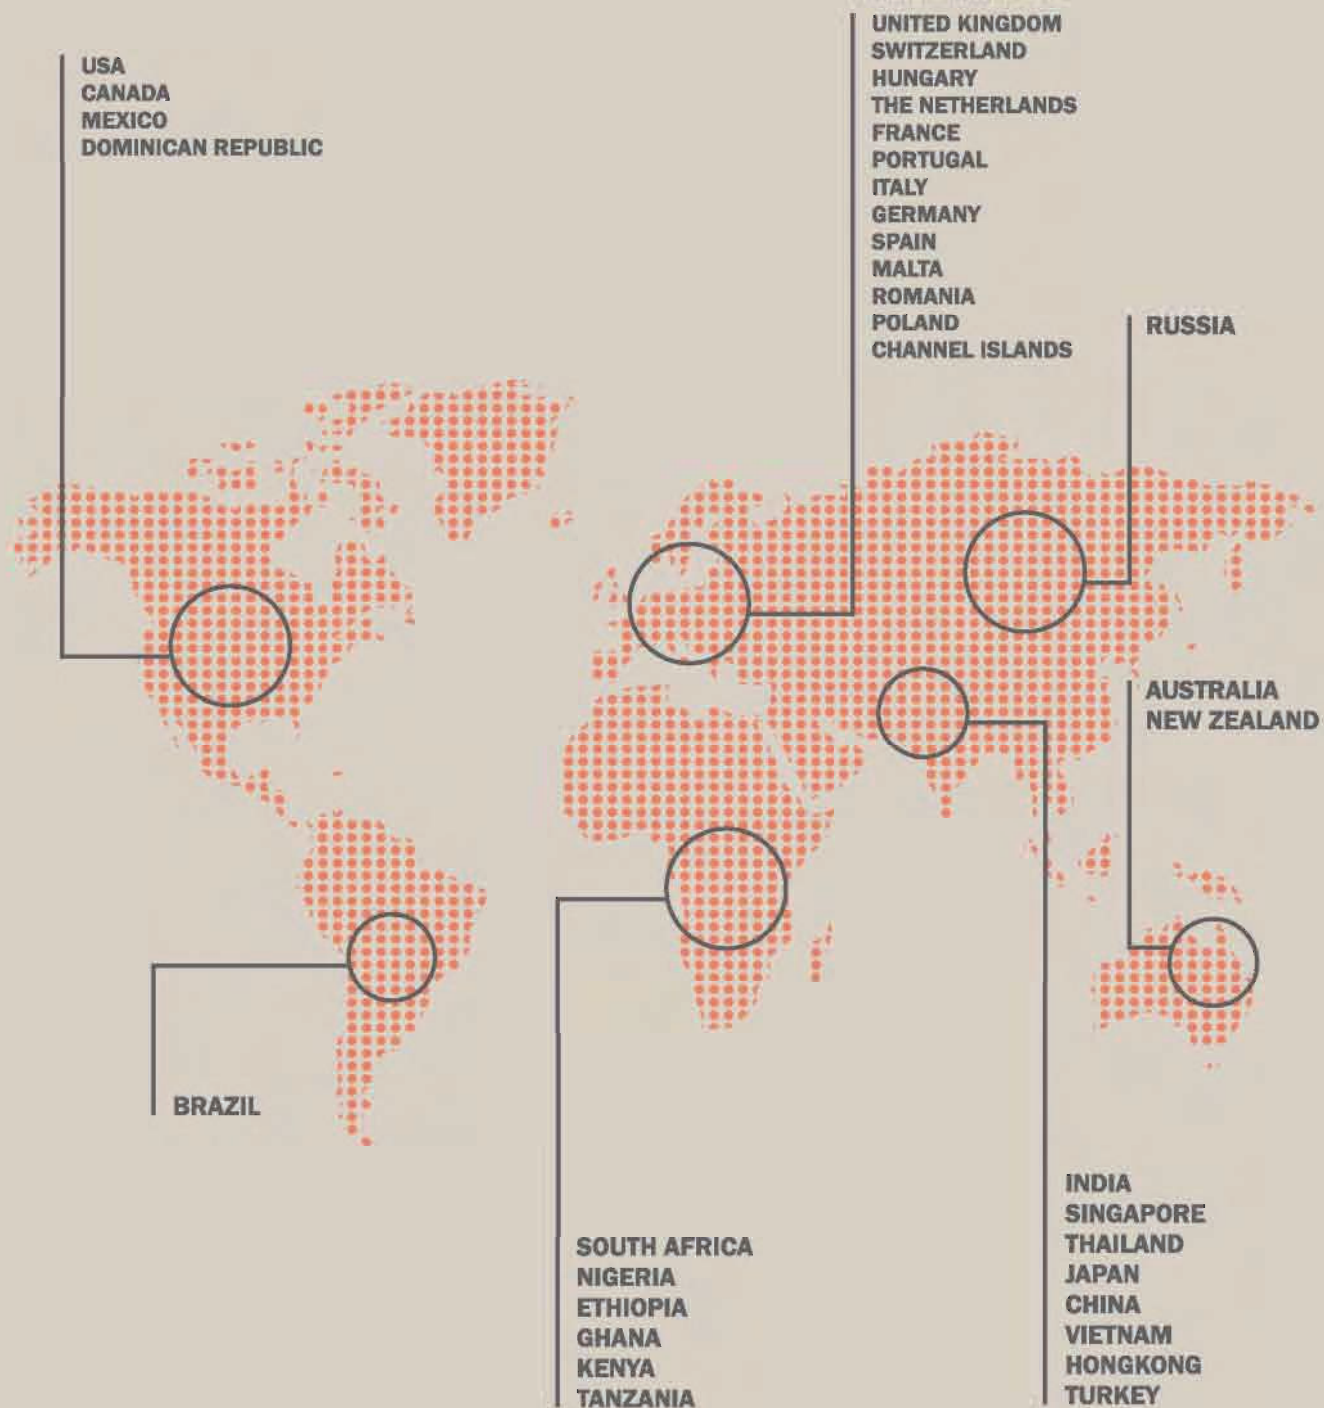 USA
CANADA
MEXICO
DOMINICAN REPUBLIC
UNITED KINGDOM
SWITZERLAND
HUNGARY
THE NETHERLANDS
FRANCE
PORTUGAL
ITALY
GERMANY
SPAIN
MALTA
ROMANIA
POLAND
CHANNEL ISLANDS
RUSSIA
AUSTRALIA
NEW ZEALAND
BRAZIL
SOUTH AFRICA
NIGERIA
ETHIOPIA
GHANA
KENYA
TANZANIA
INDIA
SINGAPORE
THAILAND
JAPAN
CHINA
VIETNAM
HONGKONG
TURKEY